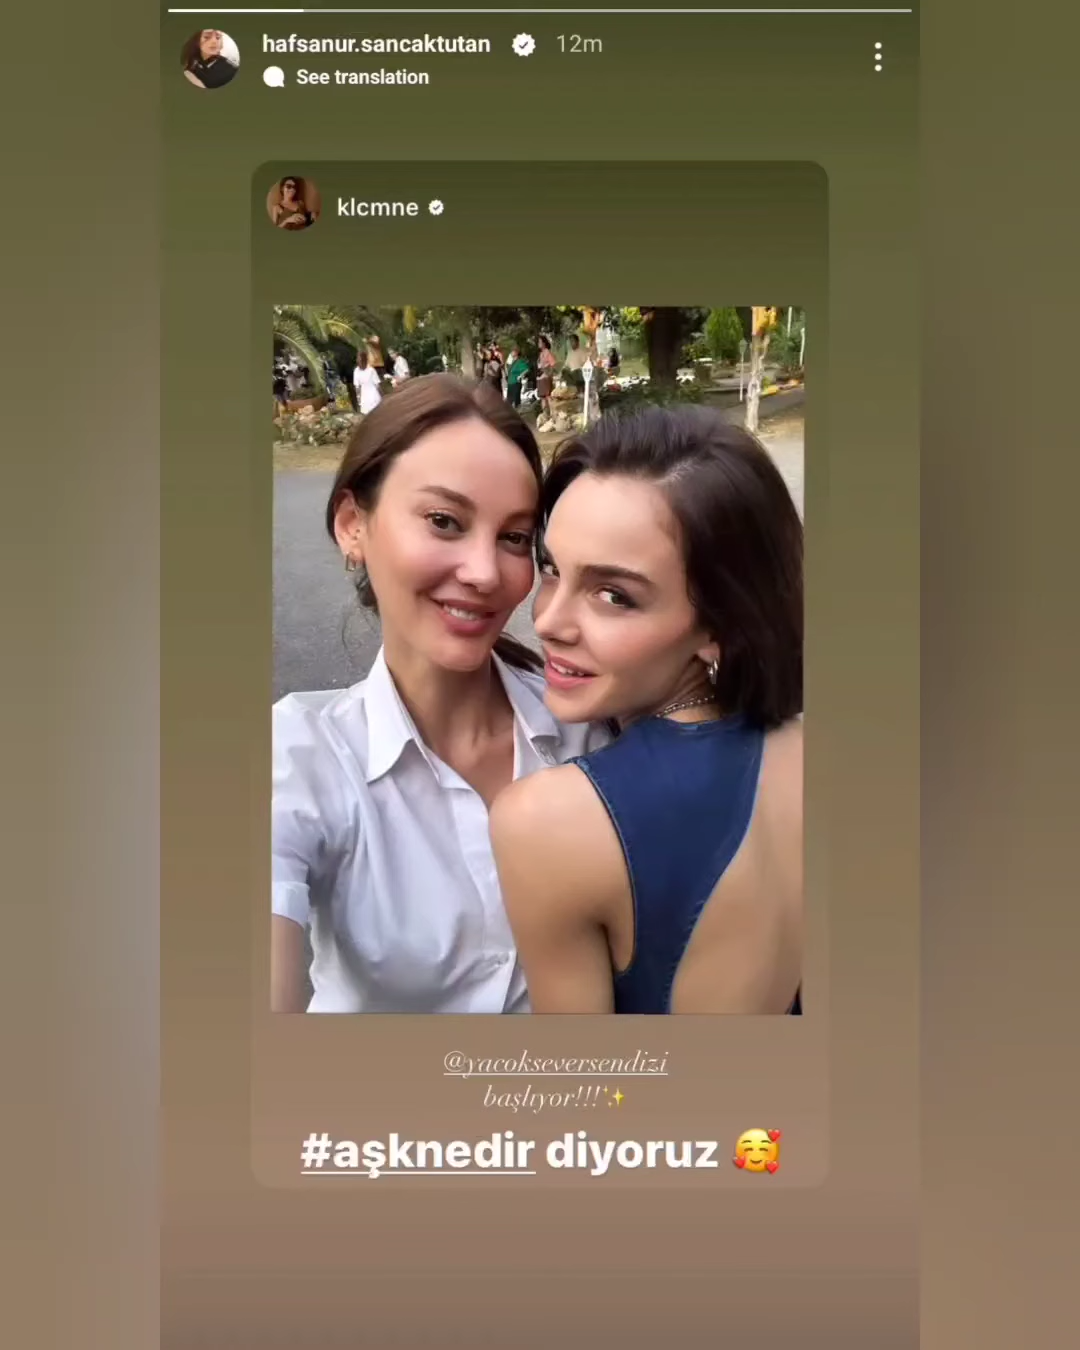 hafsanur.sancaktutan 12m
See translation
klcmne
@yacokseversendizi
başlıyor!!!✨
#aşknedir diyoruz 🥰